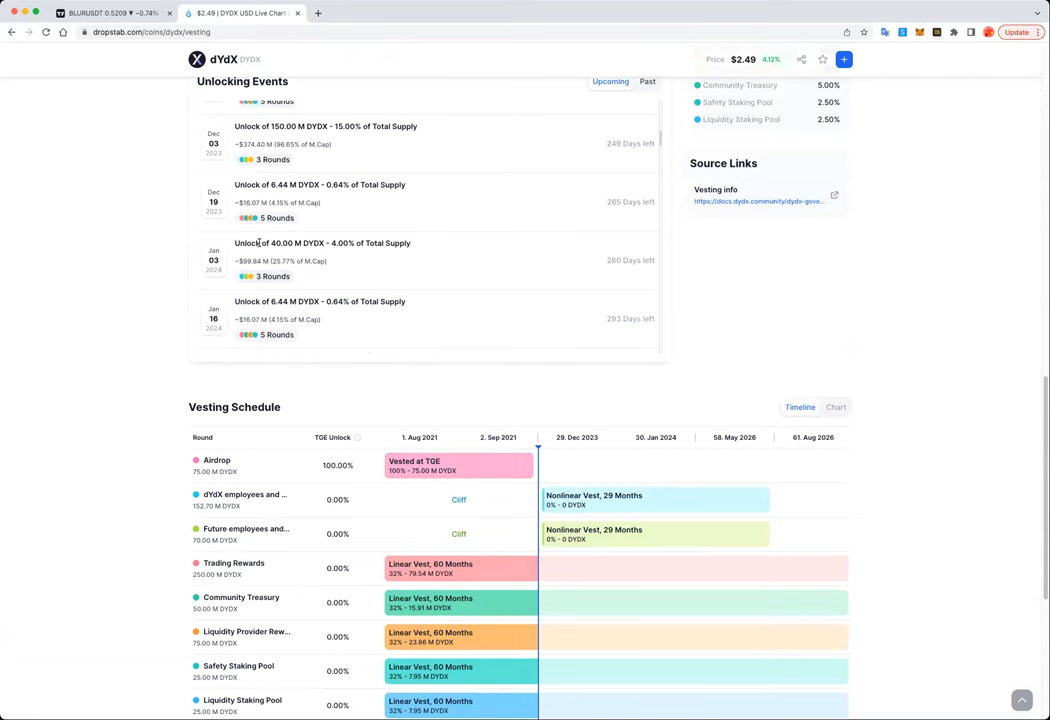 BLURUSDT 0.5209 ▼ −0.74%
$2.49 | DYDX USD Live Chart
dropstab.com/coins/dydx/vesting
Update
dYdX DYDX
Price $2.49 4.12%
Unlocking Events
Upcoming Past
5 Rounds
Dec 03 2023
Unlock of 150.00 M DYDX - 15.00% of Total Supply
~$374.40 M (96.65% of M.Cap)
3 Rounds
249 Days left
Dec 19 2023
Unlock of 6.44 M DYDX - 0.64% of Total Supply
~$16.07 M (4.15% of M.Cap)
5 Rounds
265 Days left
Jan 03 2024
Unlock of 40.00 M DYDX - 4.00% of Total Supply
~$99.84 M (25.77% of M.Cap)
3 Rounds
280 Days left
Jan 16 2024
Unlock of 6.44 M DYDX - 0.64% of Total Supply
~$16.07 M (4.15% of M.Cap)
5 Rounds
293 Days left
Community Treasury 5.00%
Safety Staking Pool 2.50%
Liquidity Staking Pool 2.50%
Source Links
Vesting info
https://docs.dydx.community/dydx-gove...
Vesting Schedule
Timeline Chart
Round TGE Unlock 1. Aug 2021 2. Sep 2021 29. Dec 2023 30. Jan 2024 58. May 2026 61. Aug 2026
Airdrop
75.00 M DYDX
100.00%
Vested at TGE
100% - 75.00 M DYDX
dYdX employees and ...
152.70 M DYDX
0.00%
Cliff
Nonlinear Vest, 29 Months
0% - 0 DYDX
Future employees and...
70.00 M DYDX
0.00%
Cliff
Nonlinear Vest, 29 Months
0% - 0 DYDX
Trading Rewards
250.00 M DYDX
0.00%
Linear Vest, 60 Months
32% - 79.54 M DYDX
Community Treasury
50.00 M DYDX
0.00%
Linear Vest, 60 Months
32% - 15.91 M DYDX
Liquidity Provider Rew...
75.00 M DYDX
0.00%
Linear Vest, 60 Months
32% - 23.86 M DYDX
Safety Staking Pool
25.00 M DYDX
0.00%
Linear Vest, 60 Months
32% - 7.95 M DYDX
Liquidity Staking Pool
25.00 M DYDX
0.00%
Linear Vest, 60 Months
32% - 7.95 M DYDX